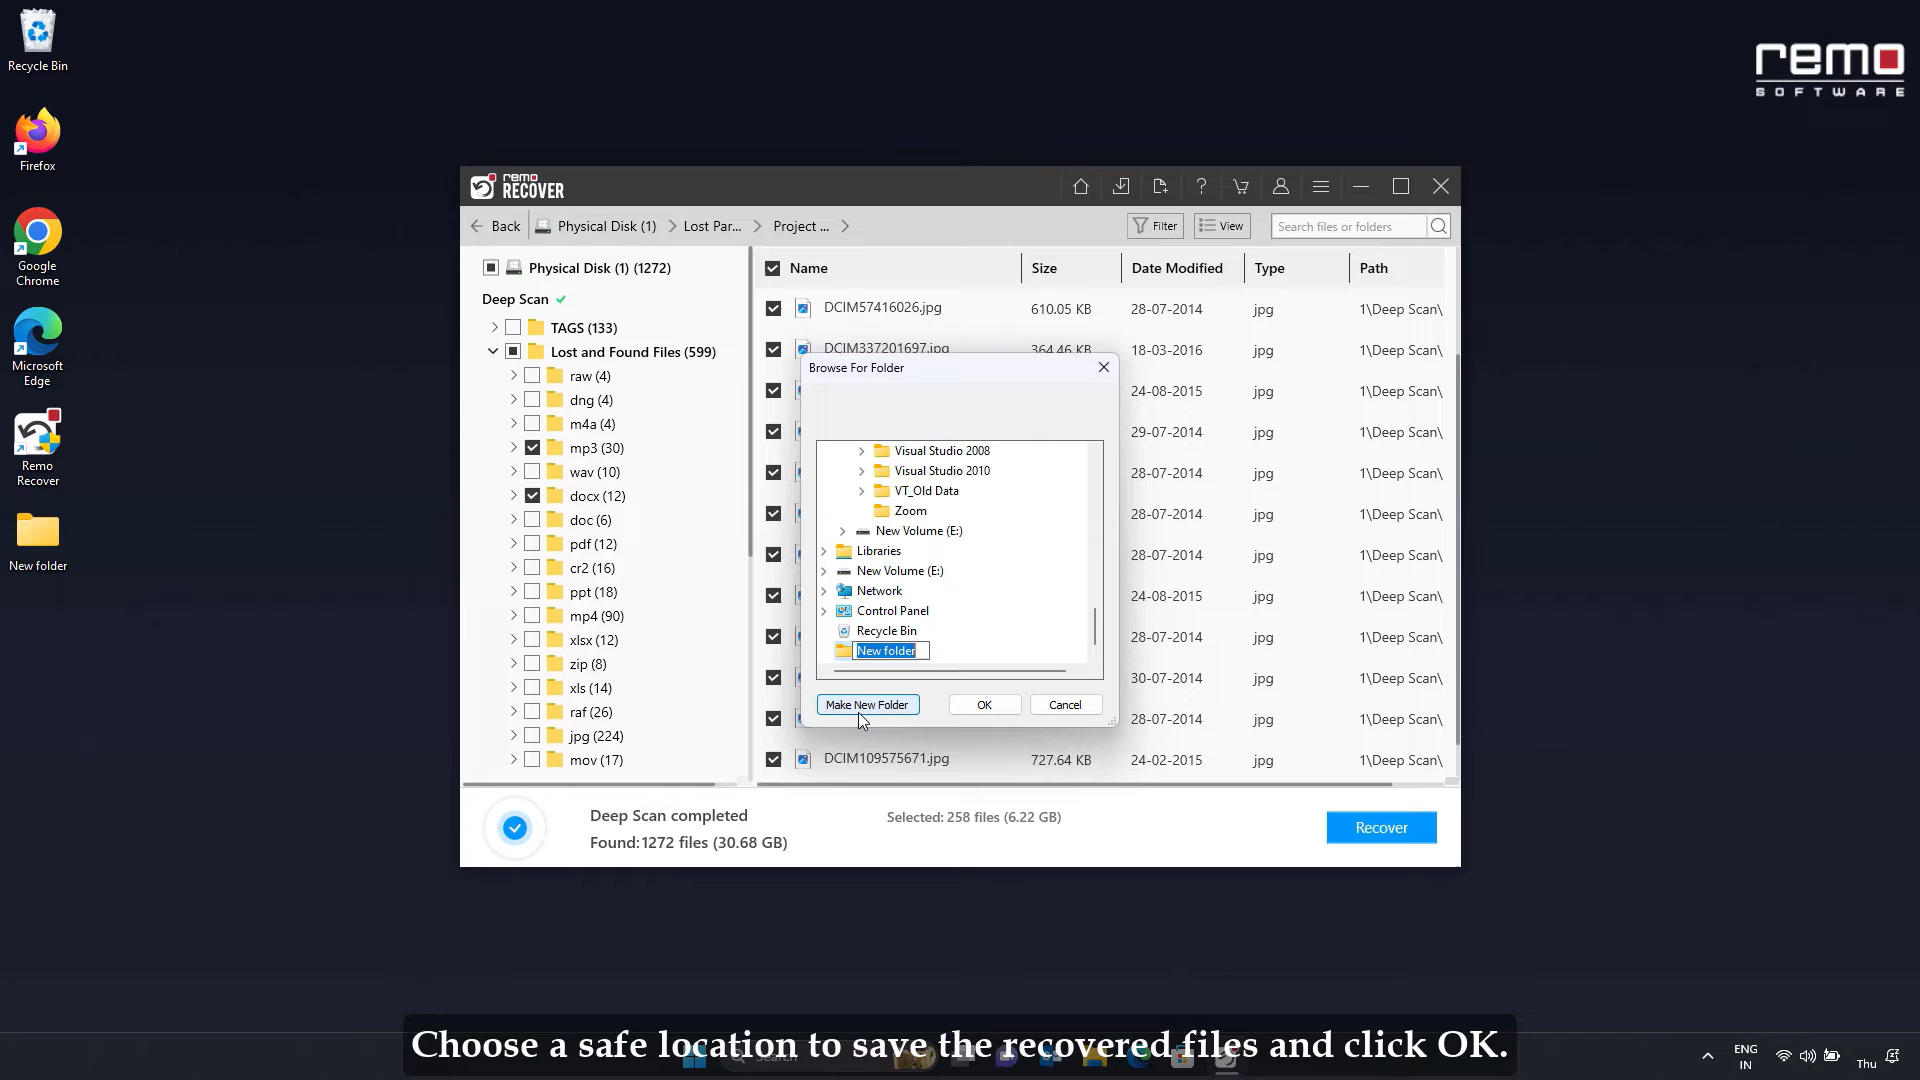 Recycle Bin
Firefox
Google
Chrome
Microsoft
Edge
Remo
Recover
New folder
remo
SOFTWARE
remo
RECOVER
Back
Physical Disk (1)
Lost Par...
Project ...
Filter
View
Search files or folders
Physical Disk (1) (1272)
Deep Scan
TAGS (133)
Lost and Found Files (599)
raw (4)
dng (4)
m4a (4)
mp3 (30)
wav (10)
docx (12)
doc (6)
pdf (12)
cr2 (16)
ppt (18)
mp4 (90)
xlsx (12)
zip (8)
xls (14)
raf (26)
jpg (224)
mov (17)
Name Size Date Modified Type Path
DCIM57416026.jpg 610.05 KB 28-07-2014 jpg 1\Deep Scan\
DCIM337201697.jpg 364.46 KB 18-03-2016 jpg 1\Deep Scan\
24-08-2015 jpg 1\Deep Scan\
29-07-2014 jpg 1\Deep Scan\
28-07-2014 jpg 1\Deep Scan\
28-07-2014 jpg 1\Deep Scan\
28-07-2014 jpg 1\Deep Scan\
24-08-2015 jpg 1\Deep Scan\
28-07-2014 jpg 1\Deep Scan\
30-07-2014 jpg 1\Deep Scan\
28-07-2014 jpg 1\Deep Scan\
DCIM109575671.jpg 727.64 KB 24-02-2015 jpg 1\Deep Scan\
Browse For Folder
Visual Studio 2008
Visual Studio 2010
VT_Old Data
Zoom
New Volume (E:)
Libraries
New Volume (E:)
Network
Control Panel
Recycle Bin
New folder
Make New Folder
OK
Cancel
Deep Scan completed
Found:1272 files (30.68 GB)
Selected: 258 files (6.22 GB)
Recover
Choose a safe location to save the recovered files and click OK.
Search
ENG
IN
Thu